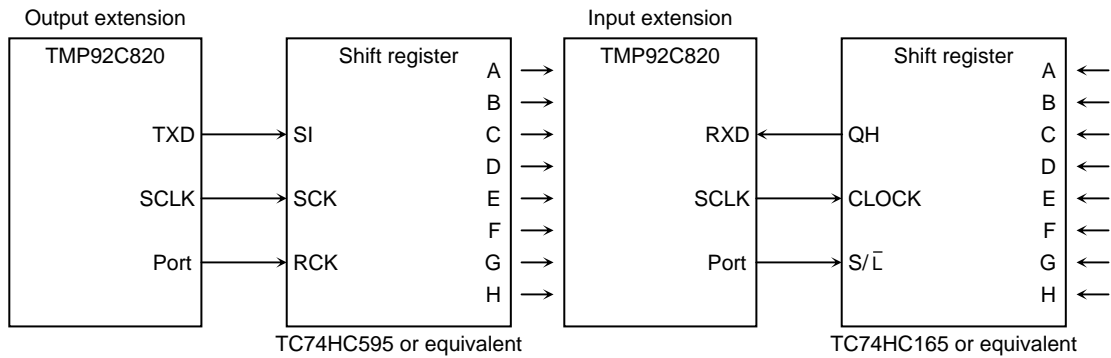 Output extension
TMP92C820
TXD
SCLK
Port
Shift register
SI
SCK
RCK
A
B
C
D
E
F
G
H
TC74HC595 or equivalent
Input extension
TMP92C820
RXD
SCLK
Port
Shift register
QH
CLOCK
S/L̅
A
B
C
D
E
F
G
H
TC74HC165 or equivalent